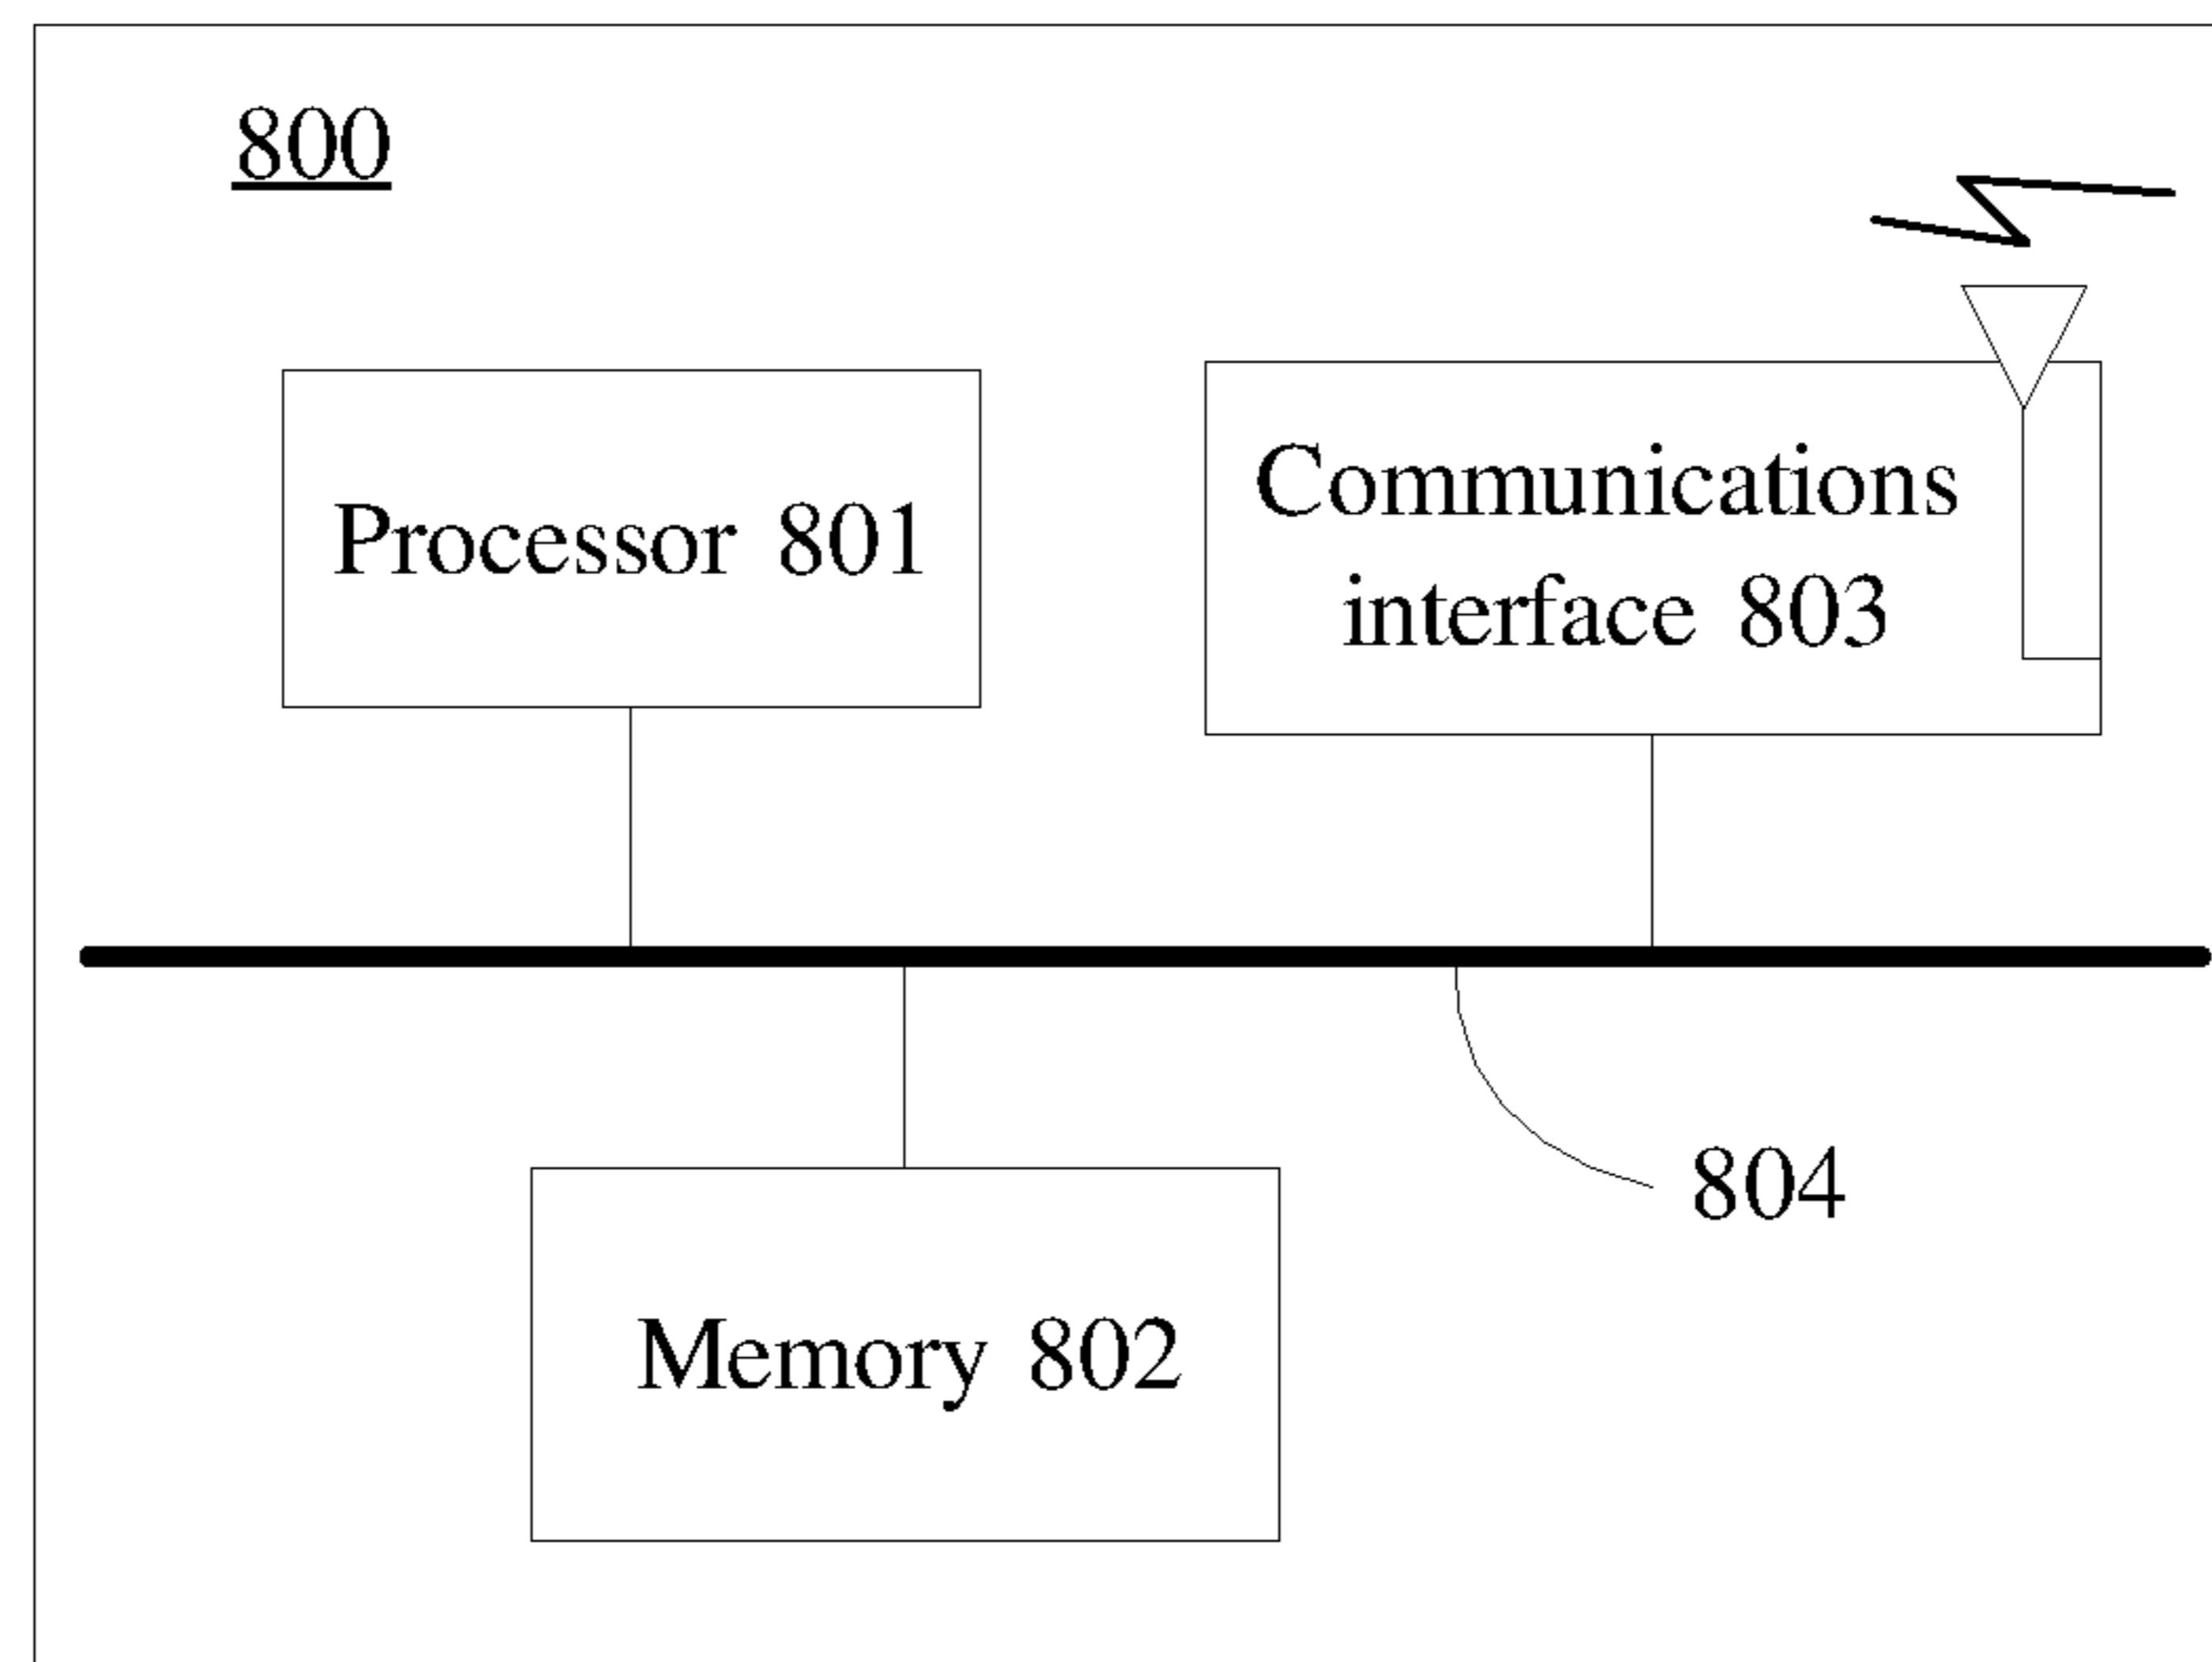 800
Processor 801
Communications
interface 803
804
Memory 802